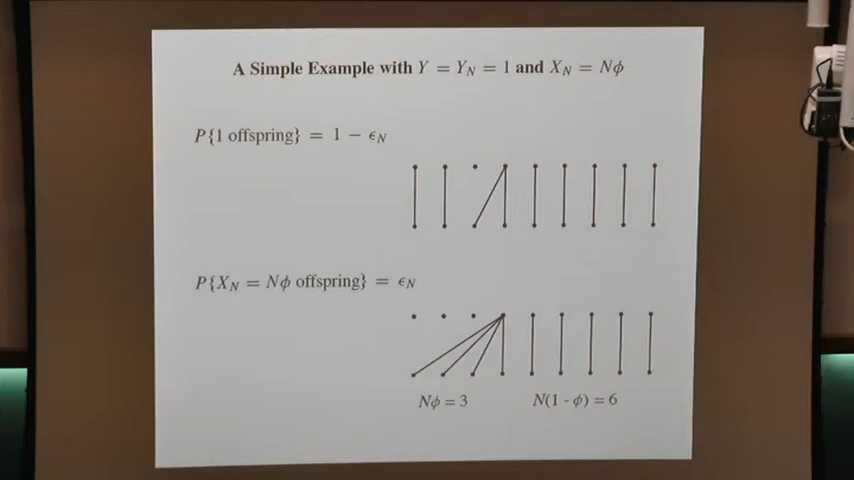 A Simple Example with Y = Y_N = 1 and X_N = Nϕ
P{1 offspring} = 1 − ϵ_N
P{X_N = Nϕ offspring} = ϵ_N
Nϕ = 3 N(1 - ϕ) = 6